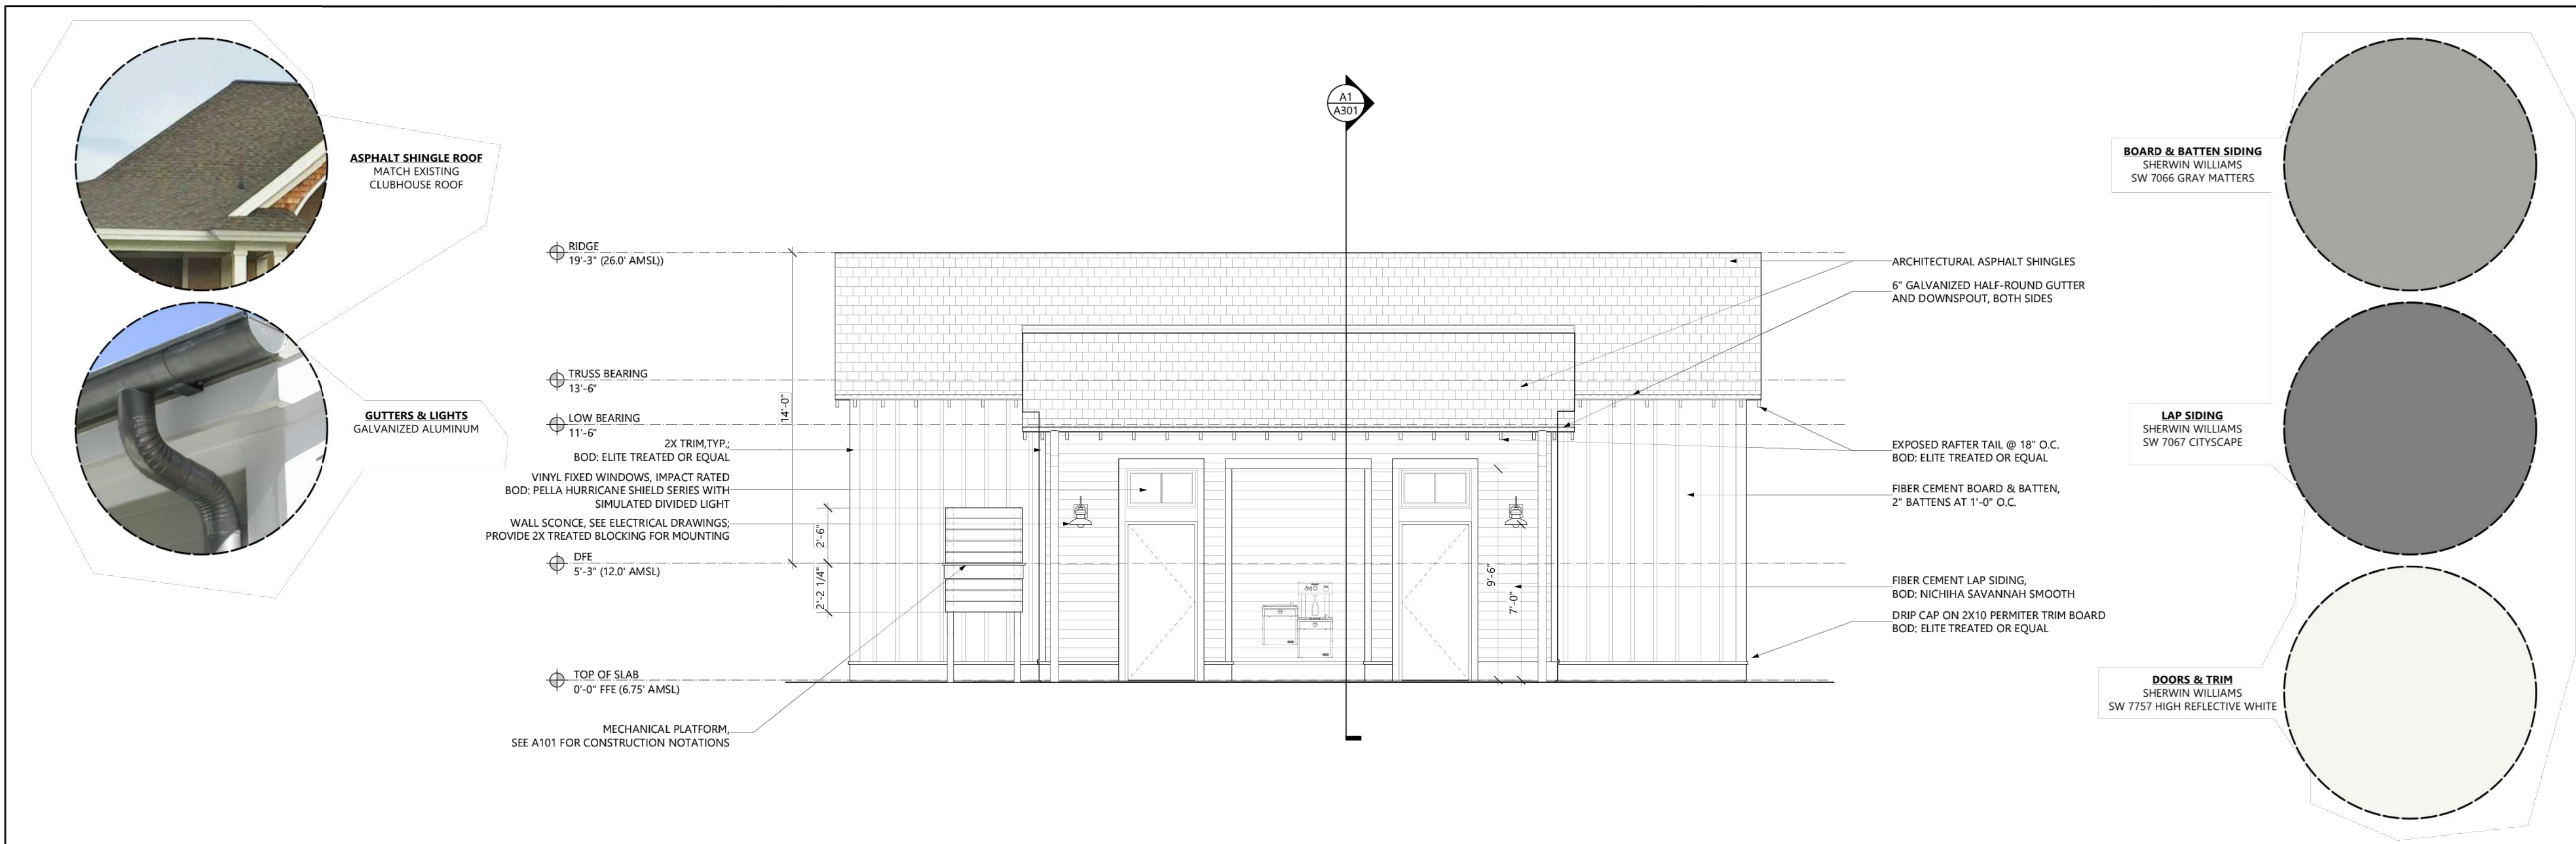 ASPHALT SHINGLE ROOF
MATCH EXISTING
CLUBHOUSE ROOF
GUTTERS & LIGHTS
GALVANIZED ALUMINUM
A1
A301
RIDGE
19'-3" (26.0' AMSL))
TRUSS BEARING
13'-6"
LOW BEARING
11'-6"
2X TRIM,TYP.;
BOD: ELITE TREATED OR EQUAL
VINYL FIXED WINDOWS, IMPACT RATED
BOD: PELLA HURRICANE SHIELD SERIES WITH
SIMULATED DIVIDED LIGHT
WALL SCONCE, SEE ELECTRICAL DRAWINGS;
PROVIDE 2X TREATED BLOCKING FOR MOUNTING
DFE
5'-3" (12.0' AMSL)
TOP OF SLAB
0'-0" FFE (6.75' AMSL)
MECHANICAL PLATFORM,
SEE A101 FOR CONSTRUCTION NOTATIONS
14'-0"
2'-6"
2'-2 1/4"
9'-6"
7'-0"
ARCHITECTURAL ASPHALT SHINGLES
6" GALVANIZED HALF-ROUND GUTTER
AND DOWNSPOUT, BOTH SIDES
EXPOSED RAFTER TAIL @ 18" O.C.
BOD: ELITE TREATED OR EQUAL
FIBER CEMENT BOARD & BATTEN,
2" BATTENS AT 1'-0" O.C.
FIBER CEMENT LAP SIDING,
BOD: NICHIHA SAVANNAH SMOOTH
DRIP CAP ON 2X10 PERMITER TRIM BOARD
BOD: ELITE TREATED OR EQUAL
BOARD & BATTEN SIDING
SHERWIN WILLIAMS
SW 7066 GRAY MATTERS
LAP SIDING
SHERWIN WILLIAMS
SW 7067 CITYSCAPE
DOORS & TRIM
SHERWIN WILLIAMS
SW 7757 HIGH REFLECTIVE WHITE